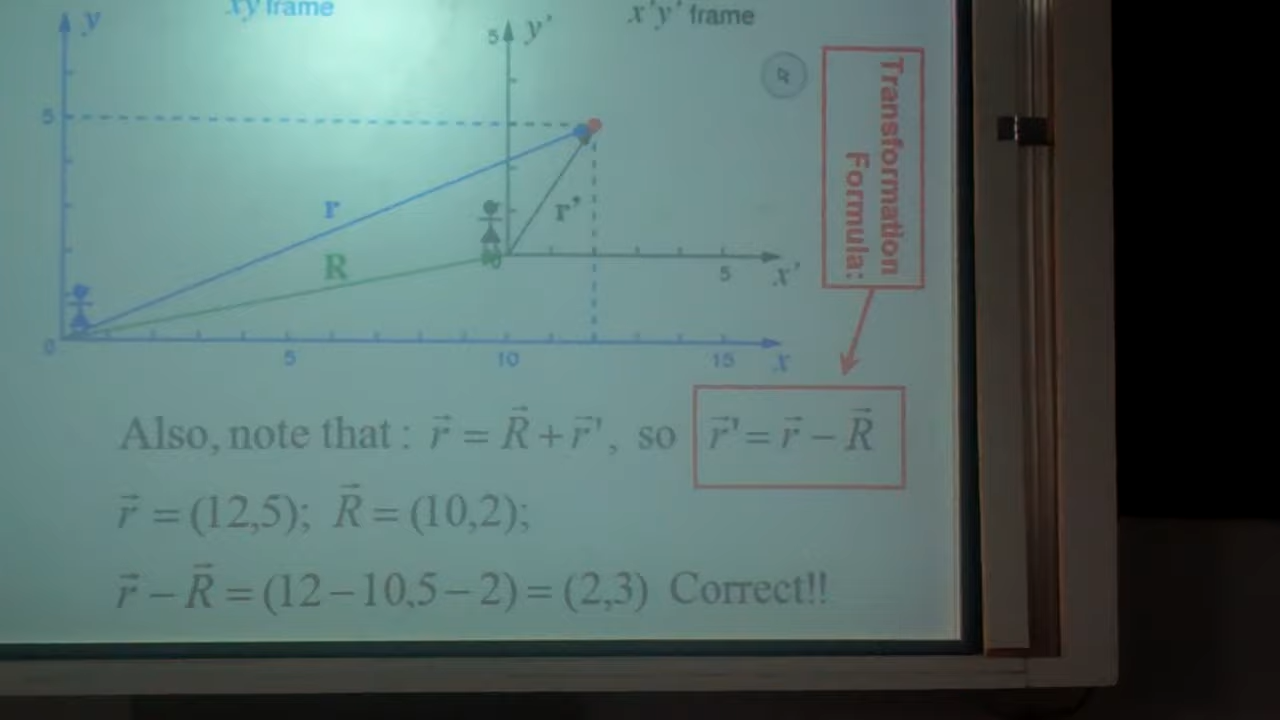 xy frame
x'y' frame
y
5
y'
5
r
r'
R
0
5
x'
0
5
10
15
x
Transformation
Formula:
Also, note that : r⃗ = R⃗ + r⃗ ', so r⃗ '= r⃗ − R⃗
r⃗ = (12,5); R⃗ = (10,2);
r⃗ − R⃗ = (12−10,5−2) = (2,3) Correct!!